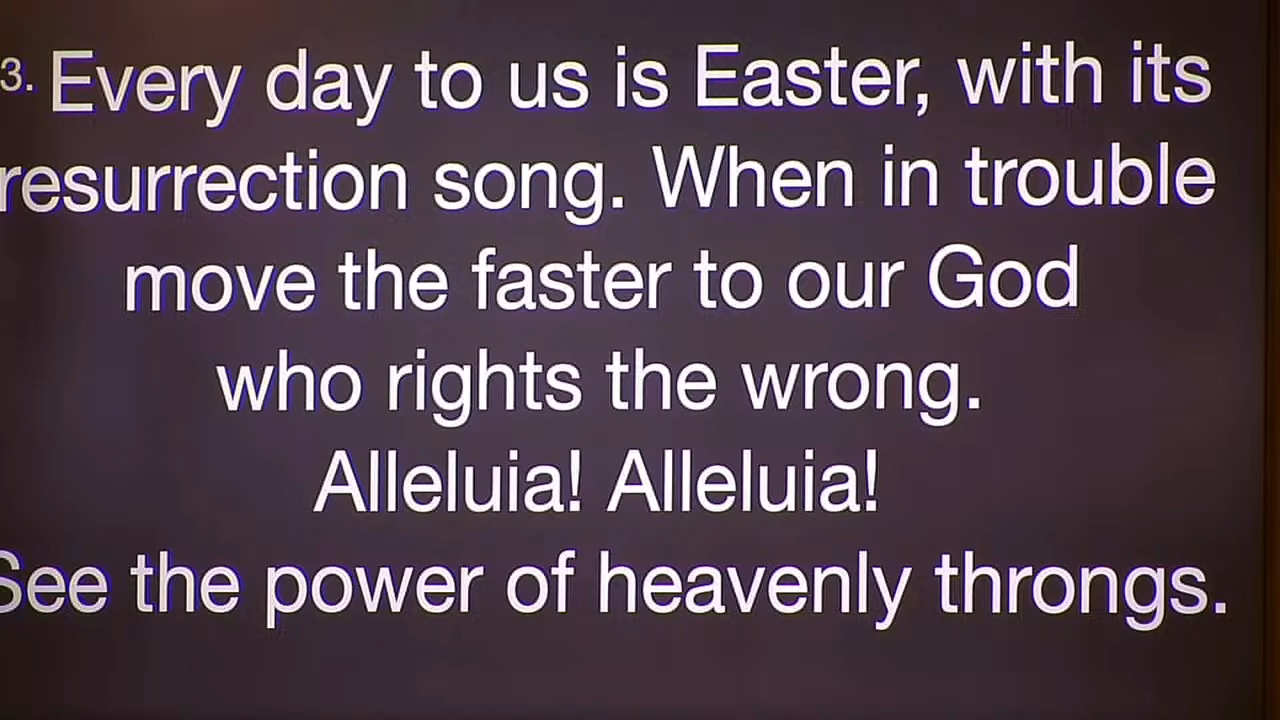 3. Every day to us is Easter, with its
resurrection song. When in trouble
move the faster to our God
who rights the wrong.
Alleluia! Alleluia!
See the power of heavenly throngs.